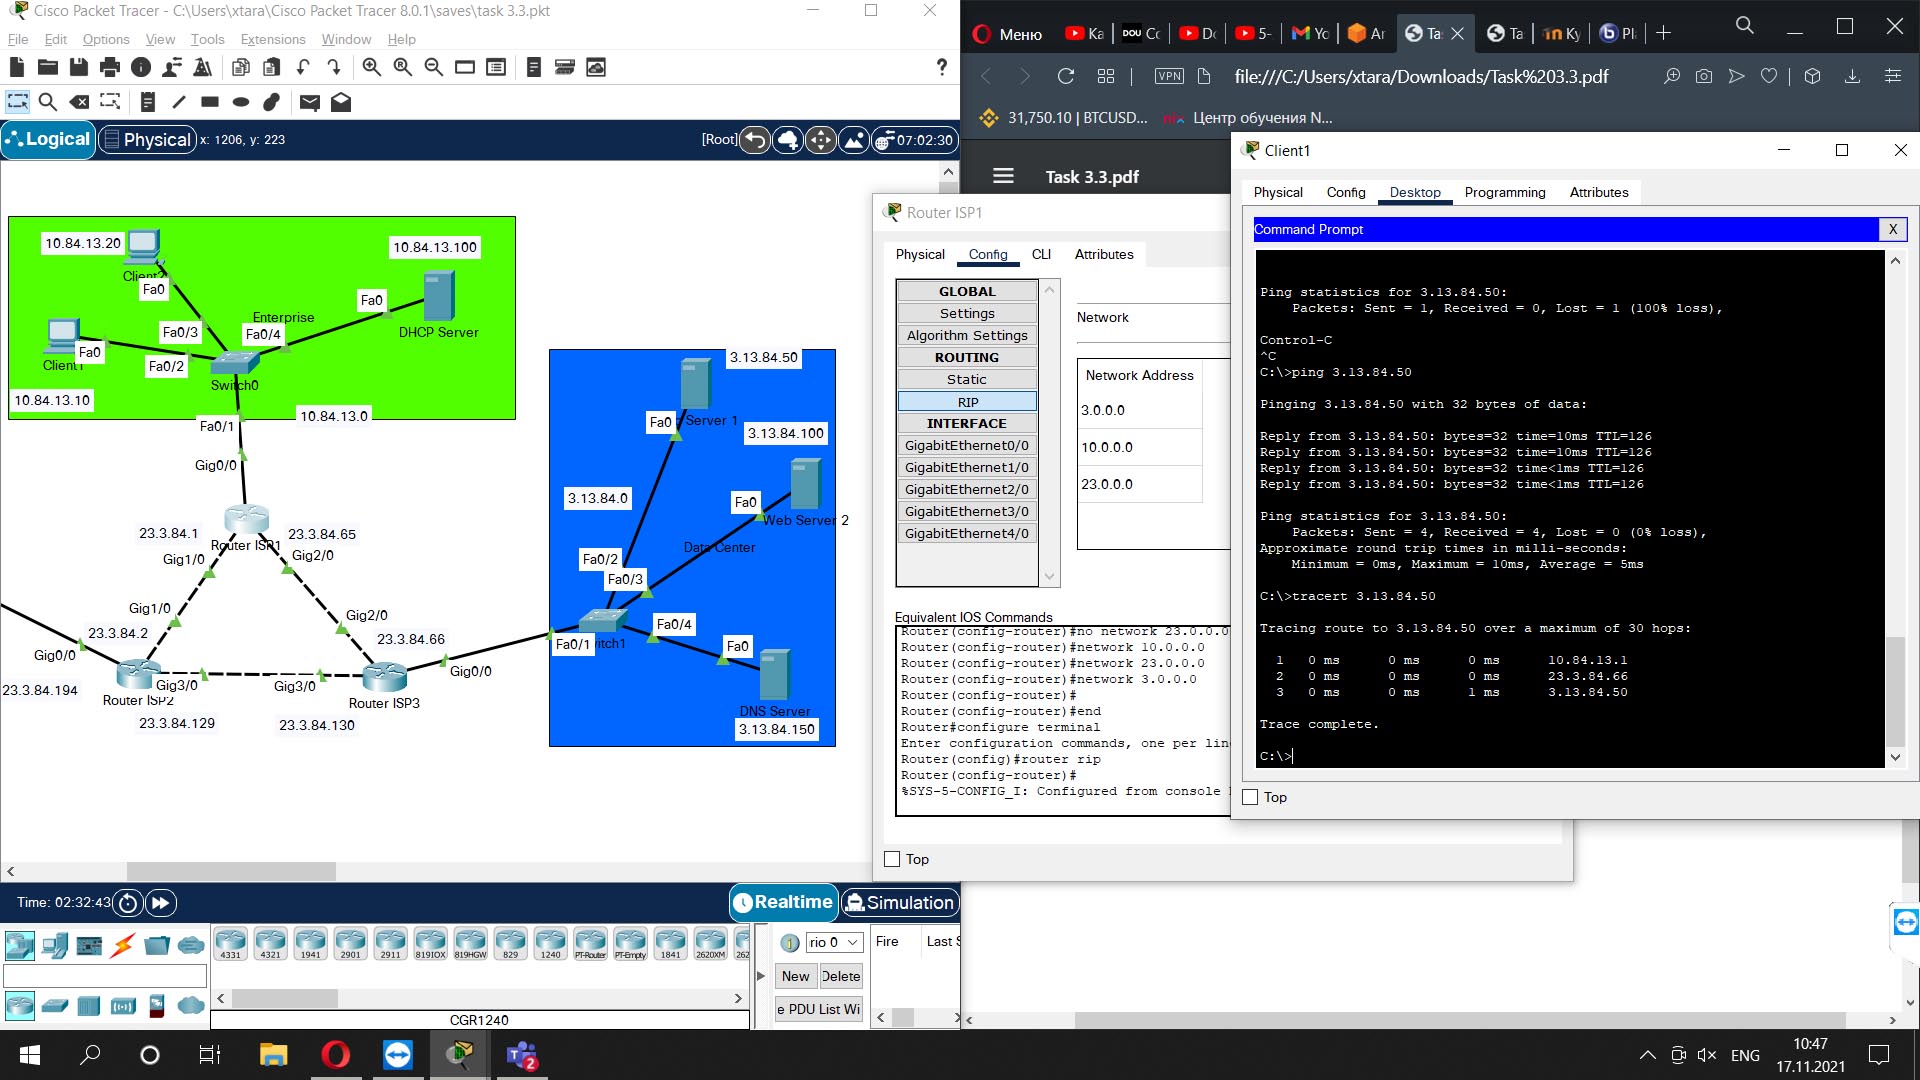 Cisco Packet Tracer - C:\Users\xtara\Cisco Packet Tracer 8.0.1\saves\task 3.3.pkt
File Edit Options View Tools Extensions Window Help
Logical
Physical
x: 1206, y: 223
[Root]
07:02:30
10.84.13.20
10.84.13.100
Fa0
Fa0
Enterprise
DHCP Server
Fa0/3
Fa0/4
Fa0
Fa0/2
Client1
Switch0
10.84.13.10
10.84.13.0
Fa0/1
Gig0/0
3.13.84.50
Fa0
Server 1
3.13.84.100
3.13.84.0
Fa0
Web Server 2
Data Center
Fa0/2
Fa0/3
Fa0/4
Fa0
Fa0/1
DNS Server
3.13.84.150
23.3.84.1
23.3.84.65
Router ISP1
Gig1/0
Gig2/0
Gig1/0
Gig2/0
23.3.84.2
23.3.84.66
Gig0/0
Gig3/0
Gig3/0
Gig0/0
23.3.84.194
Router ISP2
Router ISP3
23.3.84.129
23.3.84.130
Time: 02:32:43
Realtime
Simulation
4331 4321 1941 2901 2911 819IOX 819HGW 829 1240 PT-Router PT-Empty 1841 2620XM 262
CGR1240
rio 0
New Delete
e PDU List Wi
Fire Last S
Меню
Ka
DOU Cc
Dc
5-
Yo
Ar
Ta
Ta
Ky
Pl
VPN
file:///C:/Users/xtara/Downloads/Task%203.3.pdf
31,750.10 | BTCUSD...
Центр обучения N...
Task 3.3.pdf
Router ISP1
Physical Config CLI Attributes
GLOBAL
Settings
Algorithm Settings
ROUTING
Static
RIP
INTERFACE
GigabitEthernet0/0
GigabitEthernet1/0
GigabitEthernet2/0
GigabitEthernet3/0
GigabitEthernet4/0
Network
Network Address
3.0.0.0
10.0.0.0
23.0.0.0
Equivalent IOS Commands
Router(config-router)#no network 23.0.0.0
Router(config-router)#network 10.0.0.0
Router(config-router)#network 23.0.0.0
Router(config-router)#network 3.0.0.0
Router(config-router)#
Router(config-router)#end
Router#configure terminal
Enter configuration commands, one per lin
Router(config)#router rip
Router(config-router)#
%SYS-5-CONFIG_I: Configured from console
Top
Client1
Physical Config Desktop Programming Attributes
Command Prompt
X
Ping statistics for 3.13.84.50:
Packets: Sent = 1, Received = 0, Lost = 1 (100% loss),
Control-C
^C
C:\>ping 3.13.84.50
Pinging 3.13.84.50 with 32 bytes of data:
Reply from 3.13.84.50: bytes=32 time=10ms TTL=126
Reply from 3.13.84.50: bytes=32 time=10ms TTL=126
Reply from 3.13.84.50: bytes=32 time<1ms TTL=126
Reply from 3.13.84.50: bytes=32 time<1ms TTL=126
Ping statistics for 3.13.84.50:
Packets: Sent = 4, Received = 4, Lost = 0 (0% loss),
Approximate round trip times in milli-seconds:
Minimum = 0ms, Maximum = 10ms, Average = 5ms
C:\>tracert 3.13.84.50
Tracing route to 3.13.84.50 over a maximum of 30 hops:
1 0 ms 0 ms 0 ms 10.84.13.1
2 0 ms 0 ms 0 ms 23.3.84.66
3 0 ms 0 ms 1 ms 3.13.84.50
Trace complete.
C:\>
Top
2
ENG
10:47
17.11.2021